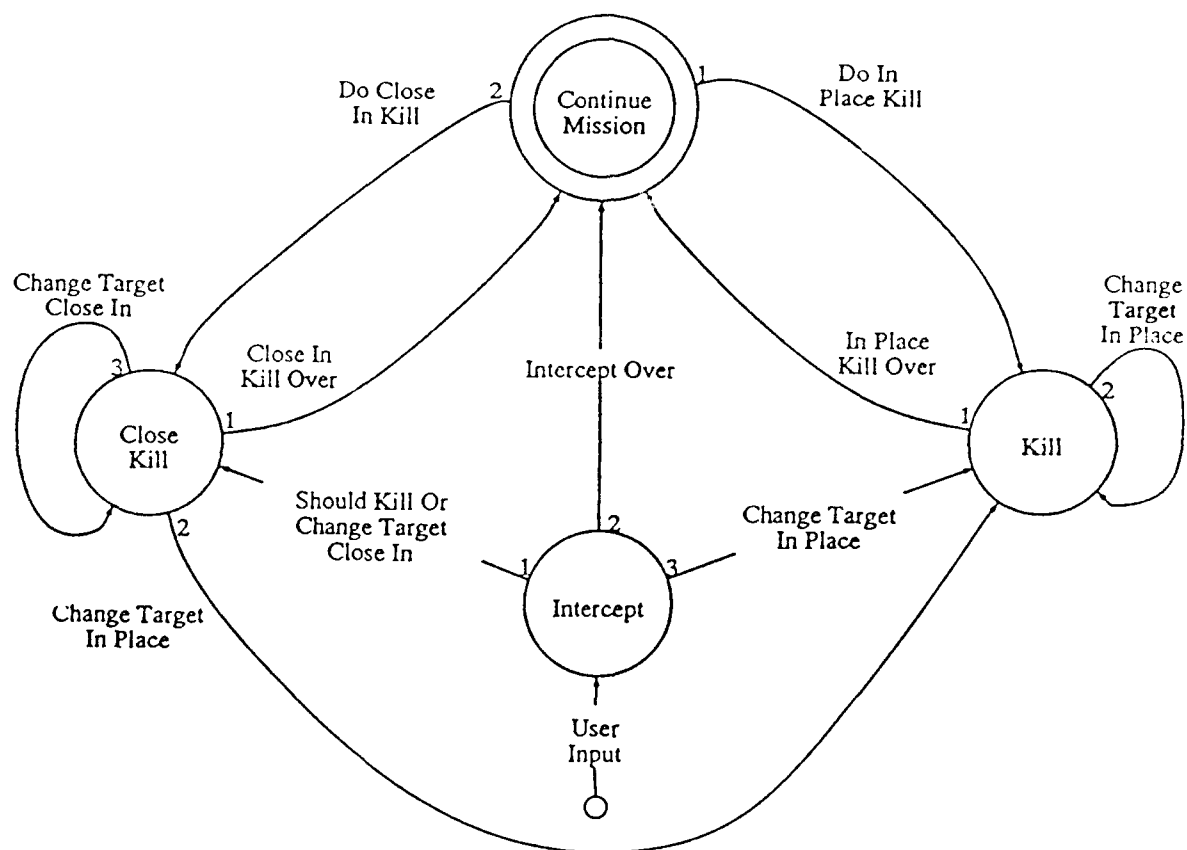 Do Close
In Kill
2
Continue
Mission
1
Do In
Place Kill
Change Target
Close In
3
Close In
Kill Over
1
Close
Kill
2
Intercept Over
In Place
Kill Over
1
Change
Target
In Place
2
Kill
Should Kill Or
Change Target
Close In
1
2
3
Change Target
In Place
Intercept
Change Target
In Place
User
Input